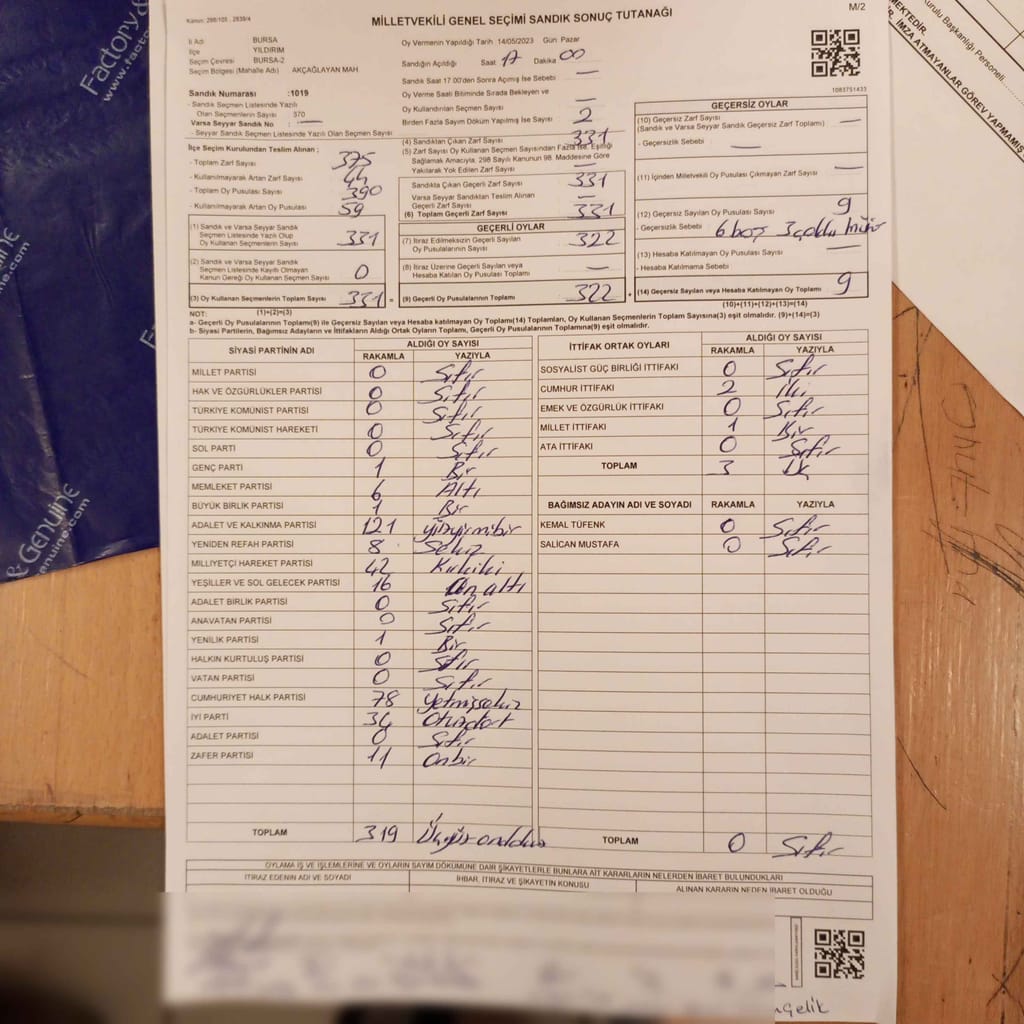 Factory &
www.facto
Genuine
& Genuine
anuine.com
Kurulu Başkanlığı Personeli
MEKTEDİR.
İMZA ATMAYANLAR GÖREV YAPMAMIŞ
M/2
MİLLETVEKİLİ GENEL SEÇİMİ SANDIK SONUÇ TUTANAĞI
İl Adı BURSA
İlçe YILDIRIM
Seçim Çevresi BURSA-2
Seçim Bölgesi (Mahalle Adı) AKÇAĞLAYAN MAH
Sandık Numarası :1019
- Sandık Seçmen Listesinde Yazılı
Olan Seçmenlerin Sayısı 370
Varsa Seyyar Sandık No —
- Seyyar Sandık Seçmen Listesinde Yazılı Olan Seçmen Sayısı
İlçe Seçim Kurulundan Teslim Alınan ;
- Toplam Zarf Sayısı 375
- Kullanılmayarak Artan Zarf Sayısı 44
- Toplam Oy Pusulası Sayısı 390
- Kullanılmayarak Artan Oy Pusulası 59
(1) Sandık ve Varsa Seyyar Sandık
Seçmen Listesinde Yazılı Olup
Oy Kullanan Seçmenlerin Sayısı 331
(2) Sandık ve Varsa Seyyar Sandık
Seçmen Listesinde Kayıtlı Olmayan
Kanun Gereği Oy Kullanan Seçmen Sayısı 0
(3) Oy Kullanan Seçmenlerin Toplam Sayısı 331 =
(1)+(2)=(3)
Oy Vermenin Yapıldığı Tarih :14/05/2023 Gün: Pazar
Sandığın Açıldığı Saat 17 Dakika 00
Sandık Saat 17:00'den Sonra Açılmış İse Sebebi —
Oy Verme Saati Bitiminde Sırada Bekleyen ve
Oy Kullandırılan Seçmen Sayısı —
Birden Fazla Sayım Döküm Yapılmış İse Sayısı 2
(4) Sandıktan Çıkan Zarf Sayısı 331
(5) Zarf Sayısı Oy Kullanan Seçmen Sayısından Fazla İse, Eşitliği
Sağlamak Amacıyla, 298 Sayılı Kanunun 98. Maddesine Göre
Yakılarak Yok Edilen Zarf Sayısı —
Sandıkta Çıkan Geçerli Zarf Sayısı 331
Varsa Seyyar Sandıktan Teslim Alınan
Geçerli Zarf Sayısı —
(6) Toplam Geçerli Zarf Sayısı 331
GEÇERLİ OYLAR
(7) İtiraz Edilmeksizin Geçerli Sayılan
Oy Pusulalarının Sayısı 322
(8) İtiraz Üzerine Geçerli Sayılan veya
Hesaba Katılan Oy Pusulası Toplamı —
(9) Geçerli Oy Pusulalarının Toplamı 322 +
1083751433
GEÇERSİZ OYLAR
(10) Geçersiz Zarf Sayısı
(Sandık ve Varsa Seyyar Sandık Geçersiz Zarf Toplamı) —
- Geçersizlik Sebebi —
(11) İçinden Milletvekili Oy Pusulası Çıkmayan Zarf Sayısı —
(12) Geçersiz Sayılan Oy Pusulası Sayısı 9
- Geçersizlik Sebebi 6 boş 3 çoklu mühür
(13) Hesaba Katılmayan Oy Pusulası Sayısı —
- Hesaba Katılmama Sebebi
(14) Geçersiz Sayılan veya Hesaba Katılmayan Oy Toplamı 9
(10)+(11)+(12)+(13)=(14)
NOT:
a- Geçerli Oy Pusulalarının Toplamı(9) ile Geçersiz Sayılan veya Hesaba katılmayan Oy Toplamı(14) Toplamları, Oy Kullanan Seçmenlerin Toplam Sayısına(3) eşit olmalıdır. (9)+(14)=(3)
b- Siyasi Partilerin, Bağımsız Adayların ve İttifakların Aldığı Ortak Oyların Toplamı, Geçerli Oy Pusulalarının Toplamına(9) eşit olmalıdır.
SİYASİ PARTİNİN ADI ALDIĞI OY SAYISI
RAKAMLA YAZIYLA
MİLLET PARTİSİ 0 Sıfır
HAK VE ÖZGÜRLÜKLER PARTİSİ 0 Sıfır
TÜRKİYE KOMÜNİST PARTİSİ 0 Sıfır
TÜRKİYE KOMÜNİST HAREKETİ 0 Sıfır
SOL PARTİ 0 Sıfır
GENÇ PARTİ 1 Bir
MEMLEKET PARTİSİ 6 Altı
BÜYÜK BİRLİK PARTİSİ 1 Bir
ADALET VE KALKINMA PARTİSİ 121 yüzyirmibir
YENİDEN REFAH PARTİSİ 8 Sekiz
MİLLİYETÇİ HAREKET PARTİSİ 42 Kırkiki
YEŞİLLER VE SOL GELECEK PARTİSİ 16 On altı
ADALET BİRLİK PARTİSİ 0 Sıfır
ANAVATAN PARTİSİ 0 Sıfır
YENİLİK PARTİSİ 1 Bir
HALKIN KURTULUŞ PARTİSİ 0 Sıfır
VATAN PARTİSİ 0 Sıfır
CUMHURİYET HALK PARTİSİ 78 yetmişsekiz
İYİ PARTİ 34 Otuzdört
ADALET PARTİSİ 0 Sıfır
ZAFER PARTİSİ 11 Onbir
TOPLAM 319 Üçyüzondokuz
İTTİFAK ORTAK OYLARI ALDIĞI OY SAYISI
RAKAMLA YAZIYLA
SOSYALİST GÜÇ BİRLİĞİ İTTİFAKI 0 Sıfır
CUMHUR İTTİFAKI 2 İki
EMEK VE ÖZGÜRLÜK İTTİFAKI 0 Sıfır
MİLLET İTTİFAKI 1 Bir
ATA İTTİFAKI 0 Sıfır
TOPLAM 3 Üç
BAĞIMSIZ ADAYIN ADI VE SOYADI RAKAMLA YAZIYLA
KEMAL TÜFENK 0 Sıfır
SALİCAN MUSTAFA 0 Sıfır
TOPLAM 0 Sıfır
OYLAMA İŞ VE İŞLEMLERİNE VE OYLARIN SAYIM DÖKÜMÜNE DAİR ŞİKAYETLERLE BUNLARA AİT KARARLARIN NELERDEN İBARET BULUNDUKLARI
İTİRAZ EDENİN ADI VE SOYADI İHBAR, İTİRAZ VE ŞİKAYETİN KONUSU ALINAN KARARIN NEDEN İBARET OLDUĞU